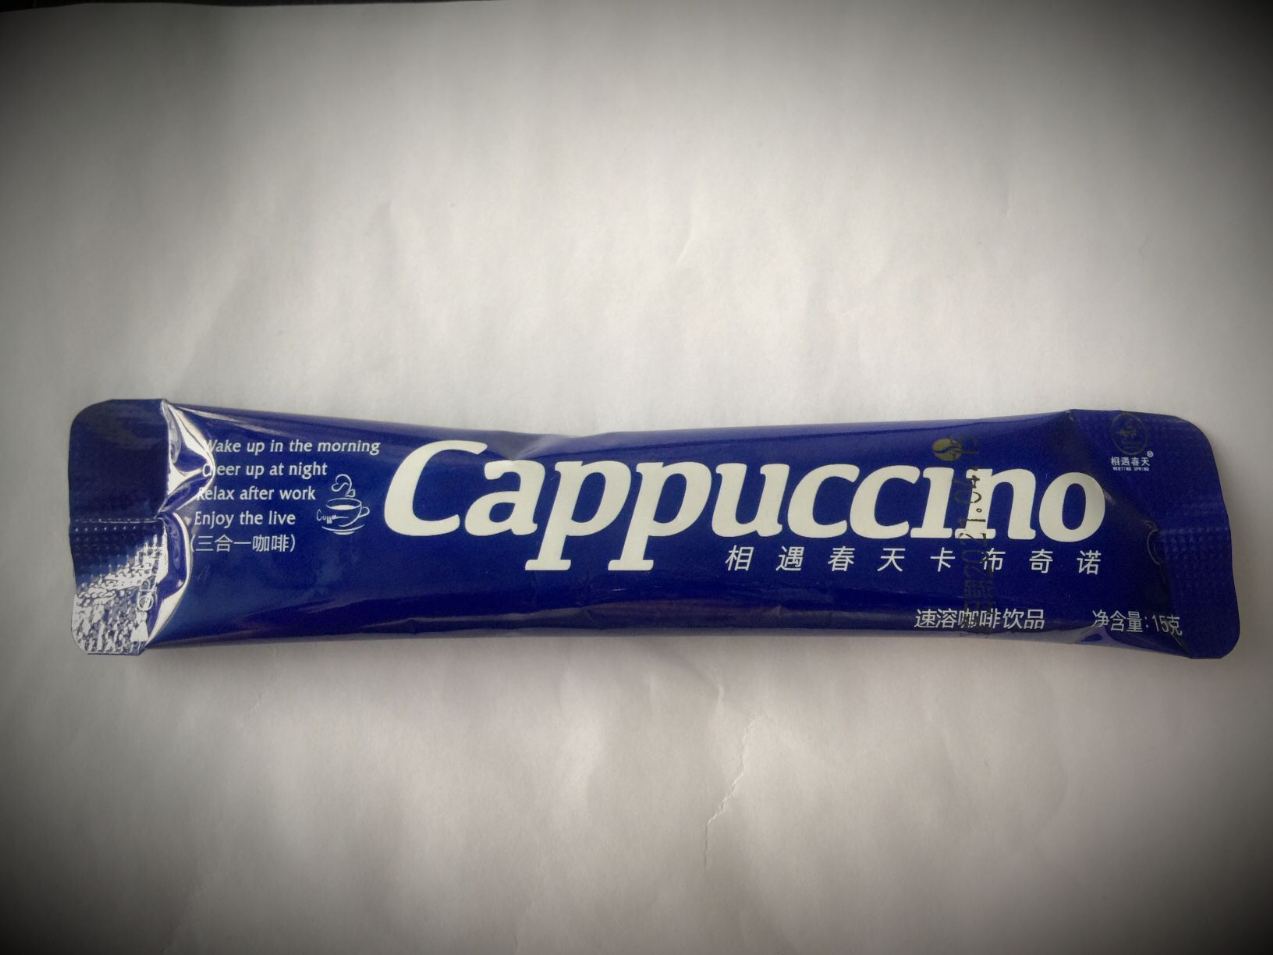 Wake up in the morning
Cheer up at night
Relax after work
Enjoy the live
(三合一咖啡)
Cappuccino
相遇春天卡布奇诺
速溶咖啡饮品
净含量:15克
相遇春天
MEETING SPRING